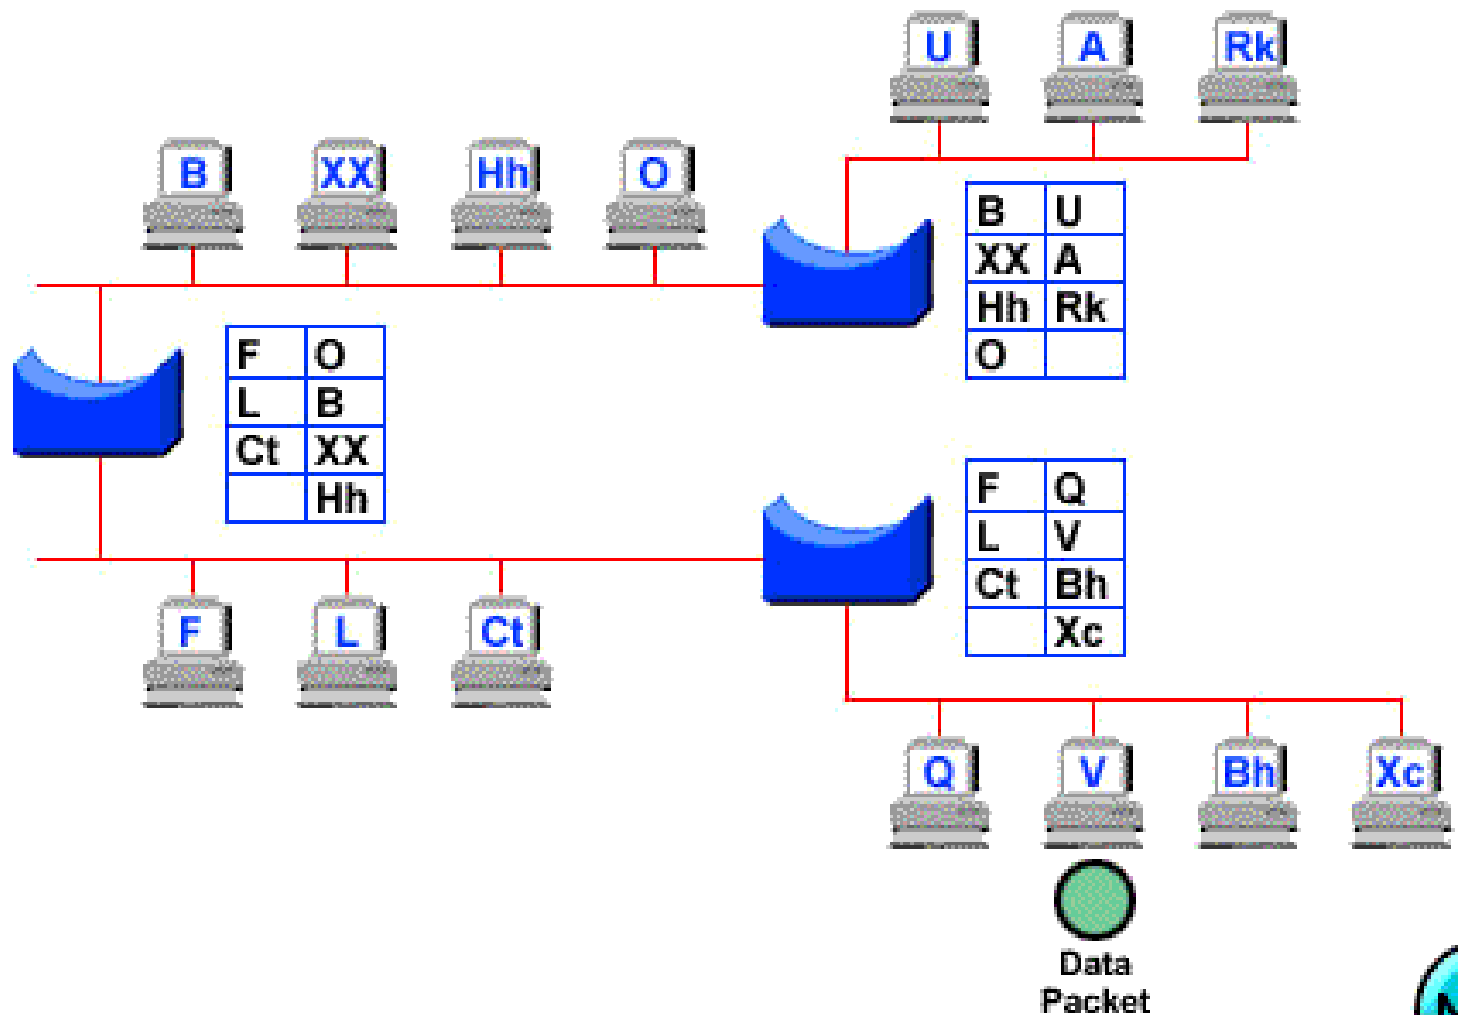 U A Rk
B XX Hh O
B U
XX A
Hh Rk
O
F O
L B
Ct XX
Hh
F Q
L V
Ct Bh
Xc
F L Ct
Q V Bh Xc
Data
Packet